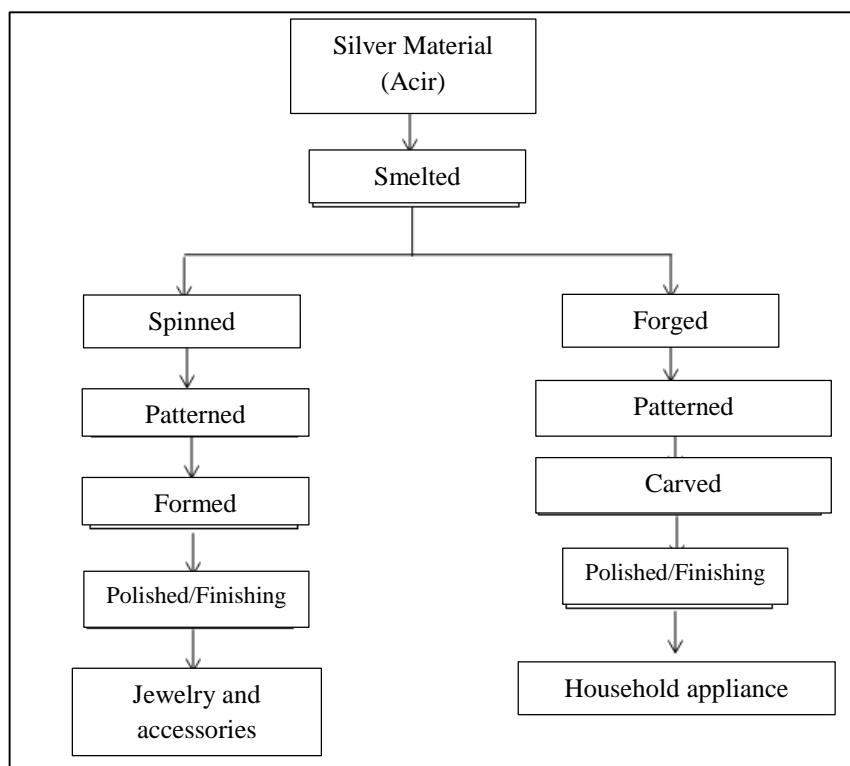 Silver Material
(Acir)
Smelted
Spinned
Patterned
Formed
Polished/Finishing
Jewelry and
accessories
Forged
Patterned
Carved
Polished/Finishing
Household appliance